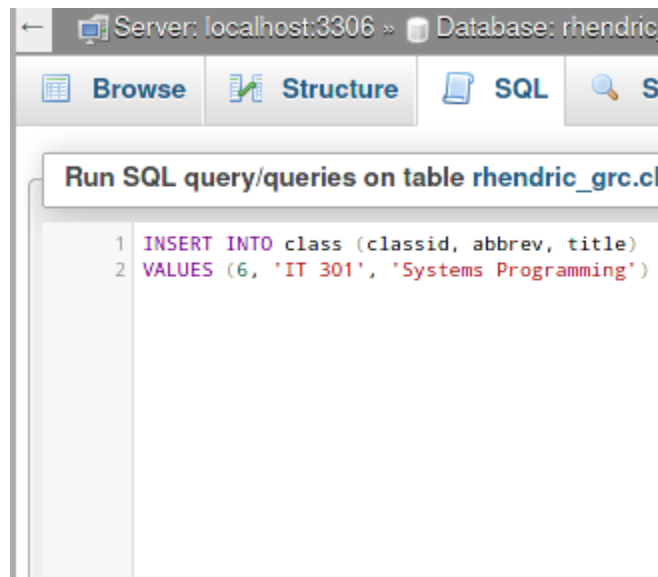 ← Server: localhost:3306 » Database: rhendric_
Browse Structure SQL S
Run SQL query/queries on table rhendric_grc.cl
1 INSERT INTO class (classid, abbrev, title)
2 VALUES (6, 'IT 301', 'Systems Programming')